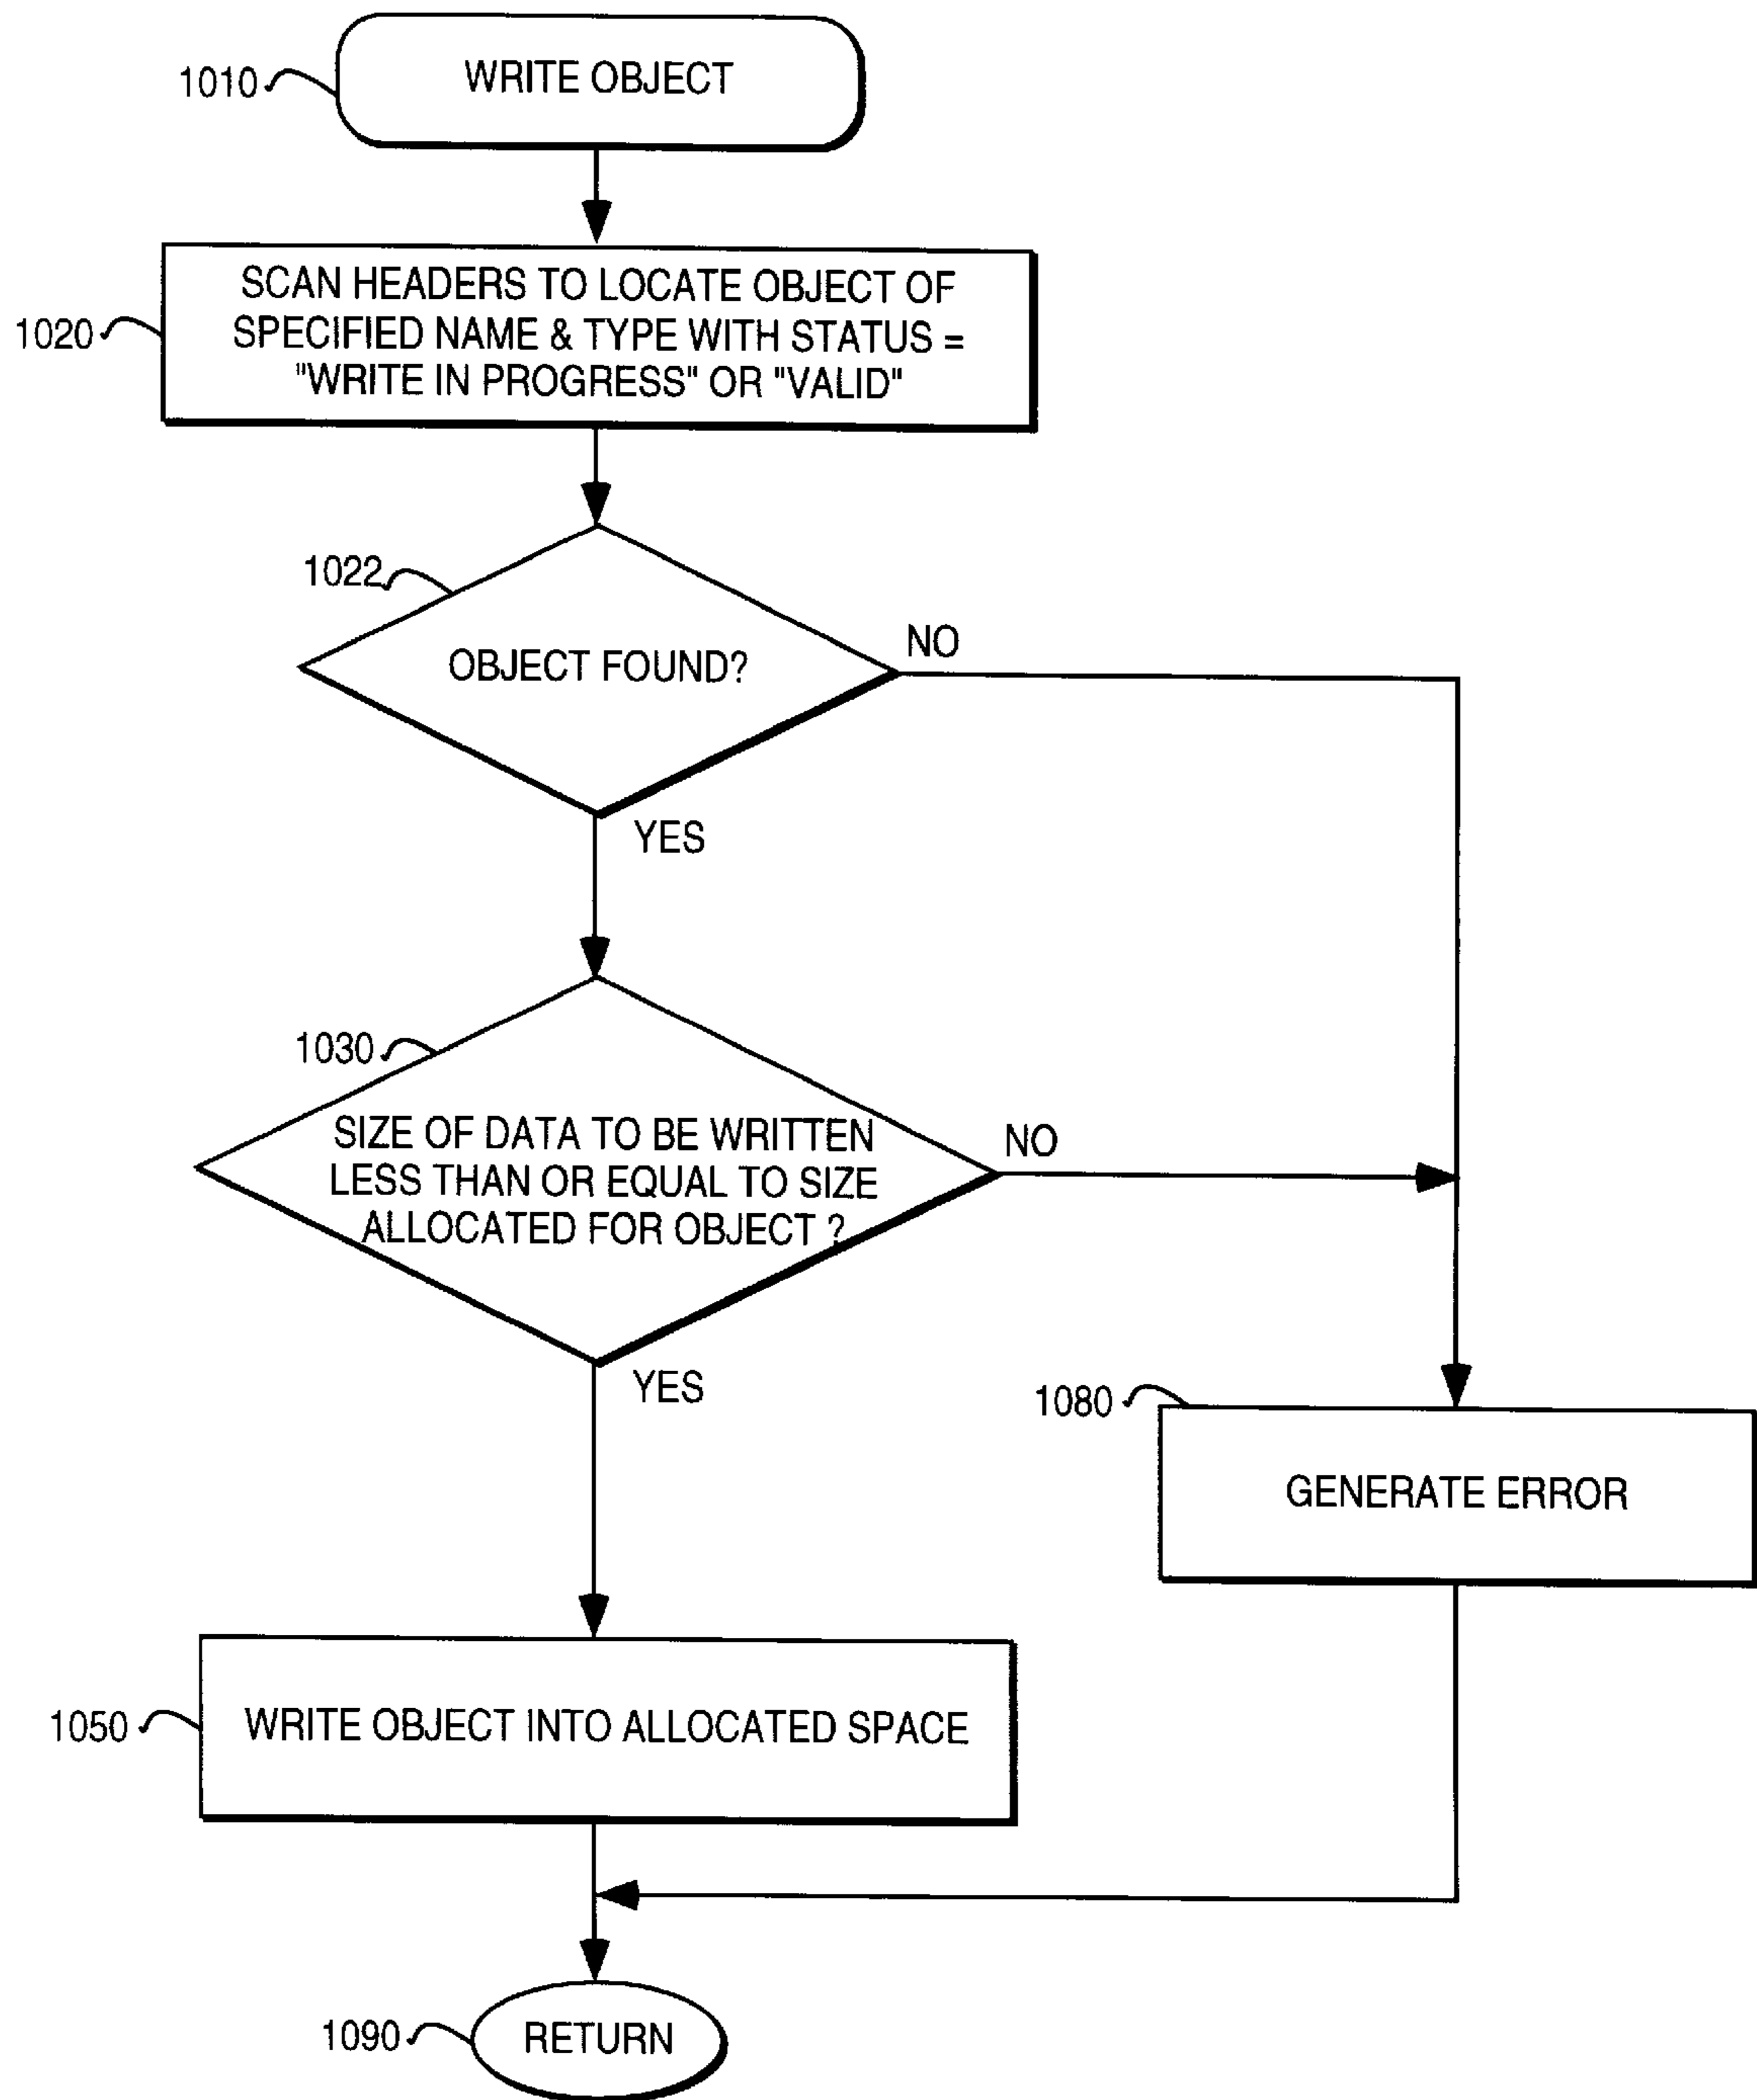 1010
WRITE OBJECT
1020
SCAN HEADERS TO LOCATE OBJECT OF
SPECIFIED NAME & TYPE WITH STATUS =
"WRITE IN PROGRESS" OR "VALID"
1022
OBJECT FOUND?
NO
YES
1030
SIZE OF DATA TO BE WRITTEN
LESS THAN OR EQUAL TO SIZE
ALLOCATED FOR OBJECT ?
NO
YES
1080
GENERATE ERROR
1050
WRITE OBJECT INTO ALLOCATED SPACE
1090
RETURN